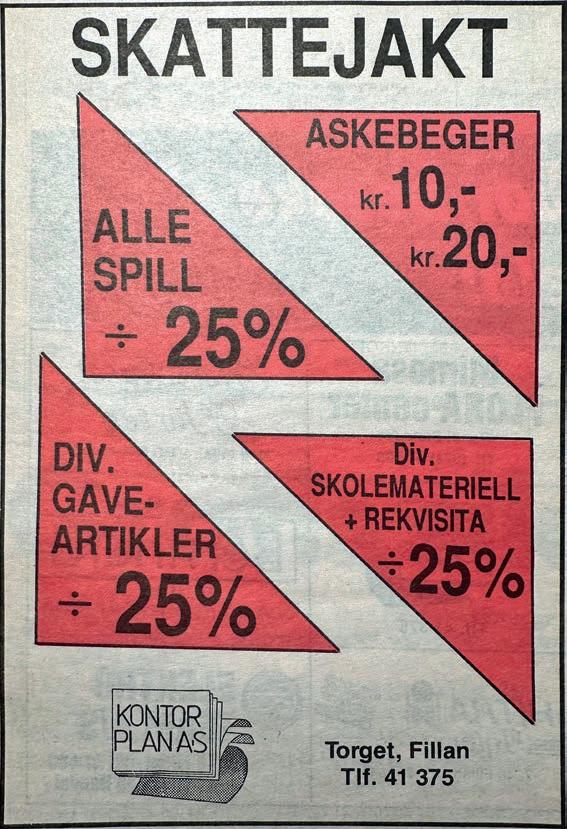 SKATTEJAKT
ALLE
SPILL
÷ 25%
ASKEBEGER
kr. 10,-
kr. 20,-
DIV.
GAVE-
ARTIKLER
÷ 25%
Div.
SKOLEMATERIELL
+ REKVISITA
÷ 25%
KONTOR
PLAN A·S
Torget, Fillan
Tlf. 41 375